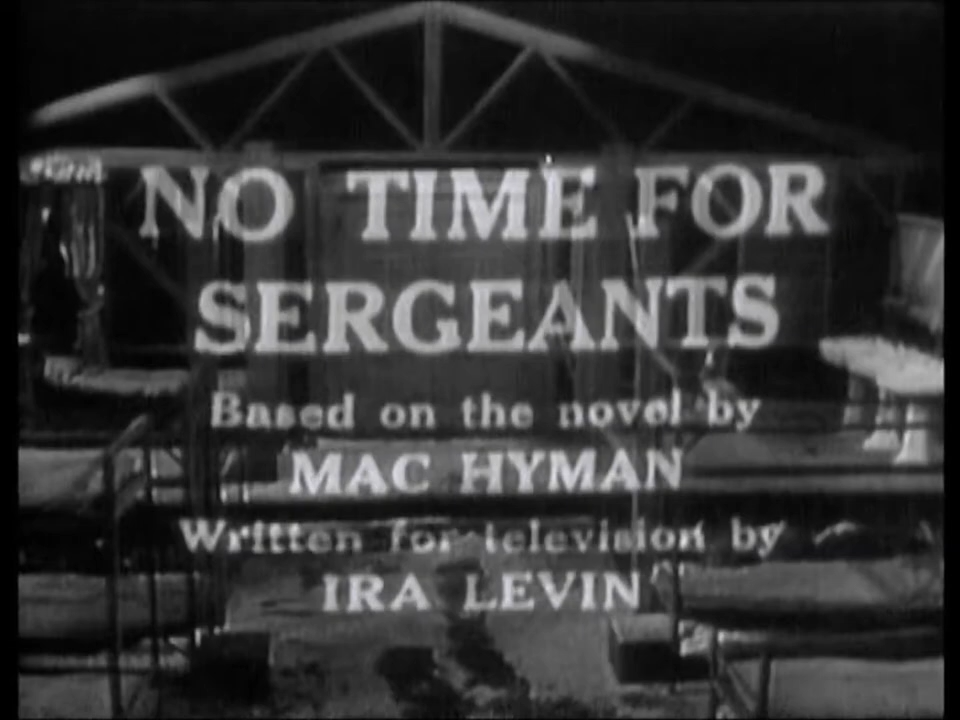 NO TIME FOR
SERGEANTS
Based on the novel by
MAC HYMAN
Written for television by
IRA LEVIN